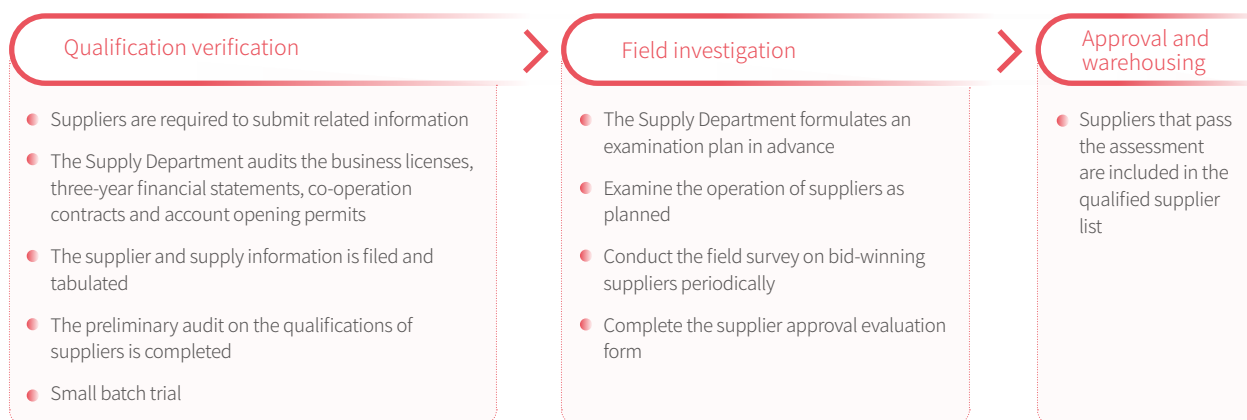 Qualification verification
Suppliers are required to submit related information
The Supply Department audits the business licenses,
three-year financial statements, co-operation
contracts and account opening permits
The supplier and supply information is filed and
tabulated
The preliminary audit on the qualifications of
suppliers is completed
Small batch trial
Field investigation
The Supply Department formulates an
examination plan in advance
Examine the operation of suppliers as
planned
Conduct the field survey on bid-winning
suppliers periodically
Complete the supplier approval evaluation
form
Approval and
warehousing
Suppliers that pass
the assessment
are included in the
qualified supplier
list